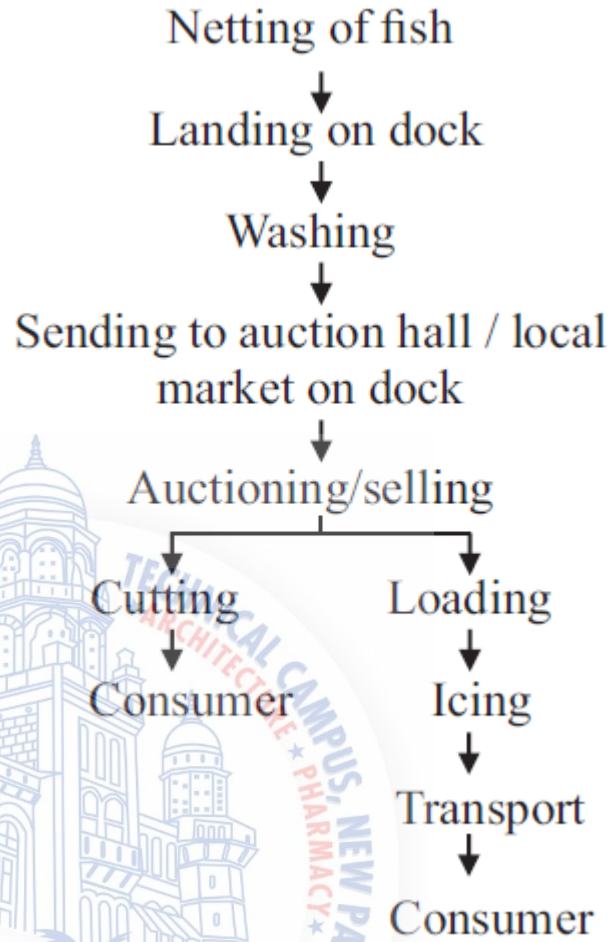 Netting of fish
Landing on dock
Washing
Sending to auction hall / local
market on dock
Auctioning/selling
Cutting
Loading
Consumer
Icing
Transport
Consumer
TECHNICAL CAMPUS, NEW PA
ARCHITECTURE ★ PHARMACY ★